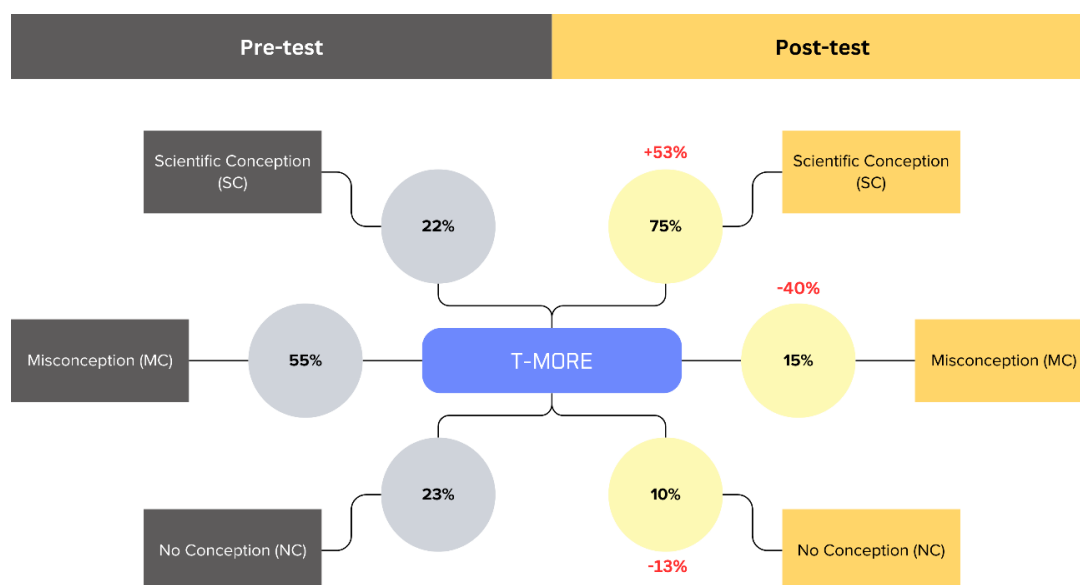 Pre-test
Post-test
Scientific Conception
(SC)
22%
+53%
75%
Scientific Conception
(SC)
Misconception (MC)
55%
T-MORE
-40%
15%
Misconception (MC)
No Conception (NC)
23%
10%
-13%
No Conception (NC)